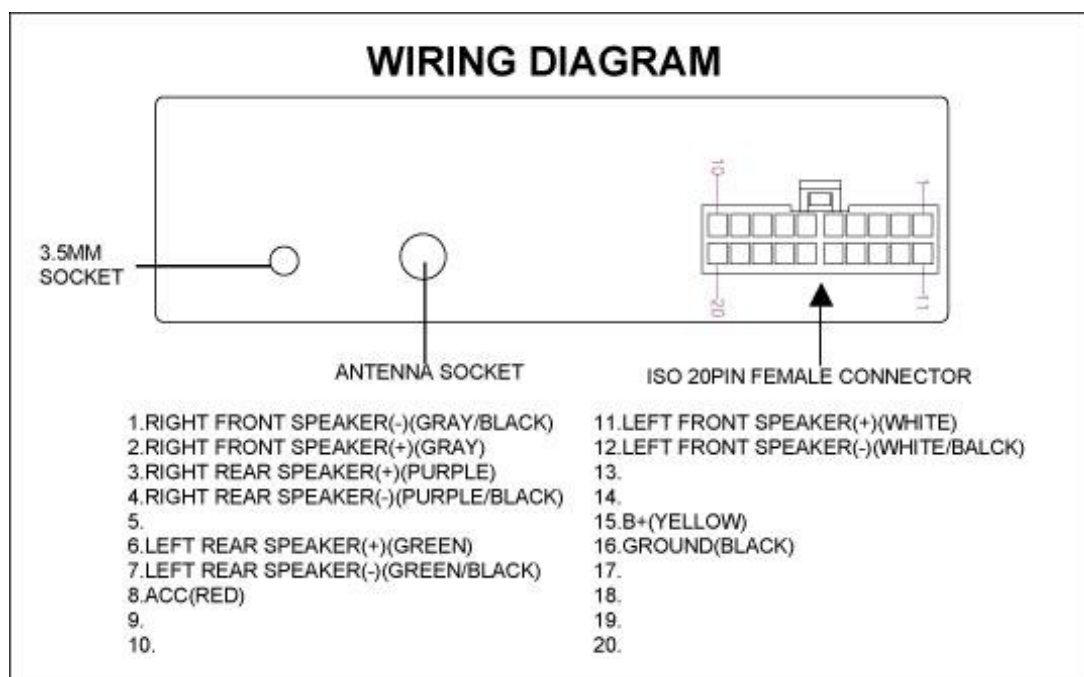 WIRING DIAGRAM
10
1
3.5MM
SOCKET
20
11
ANTENNA SOCKET
ISO 20PIN FEMALE CONNECTOR
1.RIGHT FRONT SPEAKER(-)(GRAY/BLACK)
2.RIGHT FRONT SPEAKER(+)(GRAY)
3.RIGHT REAR SPEAKER(+)(PURPLE)
4.RIGHT REAR SPEAKER(-)(PURPLE/BLACK)
5.
6.LEFT REAR SPEAKER(+)(GREEN)
7.LEFT REAR SPEAKER(-)(GREEN/BLACK)
8.ACC(RED)
9.
10.
11.LEFT FRONT SPEAKER(+)(WHITE)
12.LEFT FRONT SPEAKER(-)(WHITE/BALCK)
13.
14.
15.B+(YELLOW)
16.GROUND(BLACK)
17.
18.
19.
20.